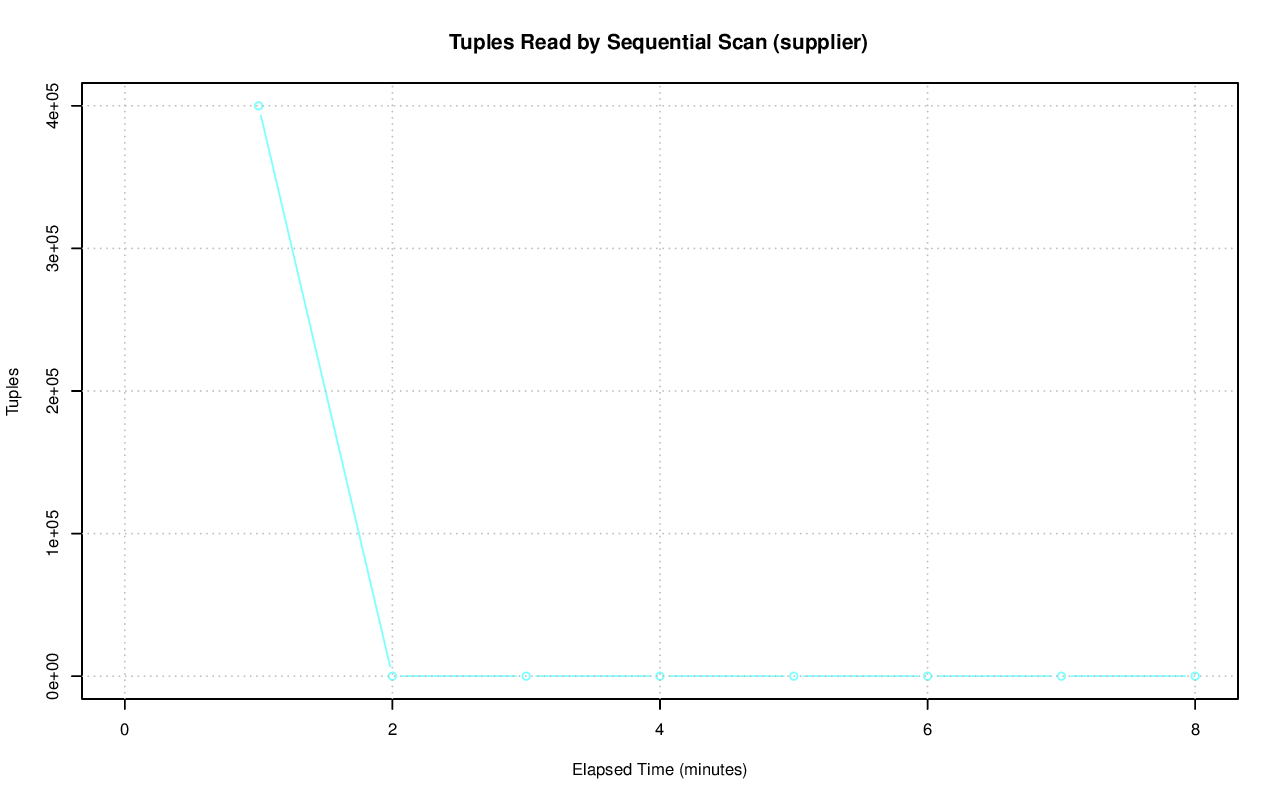 Tuples Read by Sequential Scan (supplier)
4e+05
3e+05
2e+05
1e+05
0e+00
Tuples
0 2 4 6 8
Elapsed Time (minutes)